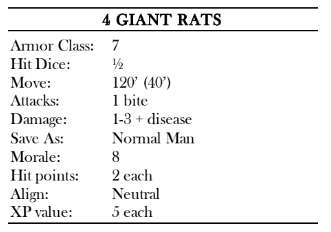 4 GIANT RATS
Armor Class: 7
Hit Dice: ½
Move: 120’ (40’)
Attacks: 1 bite
Damage: 1-3 + disease
Save As: Normal Man
Morale: 8
Hit points: 2 each
Align: Neutral
XP value: 5 each